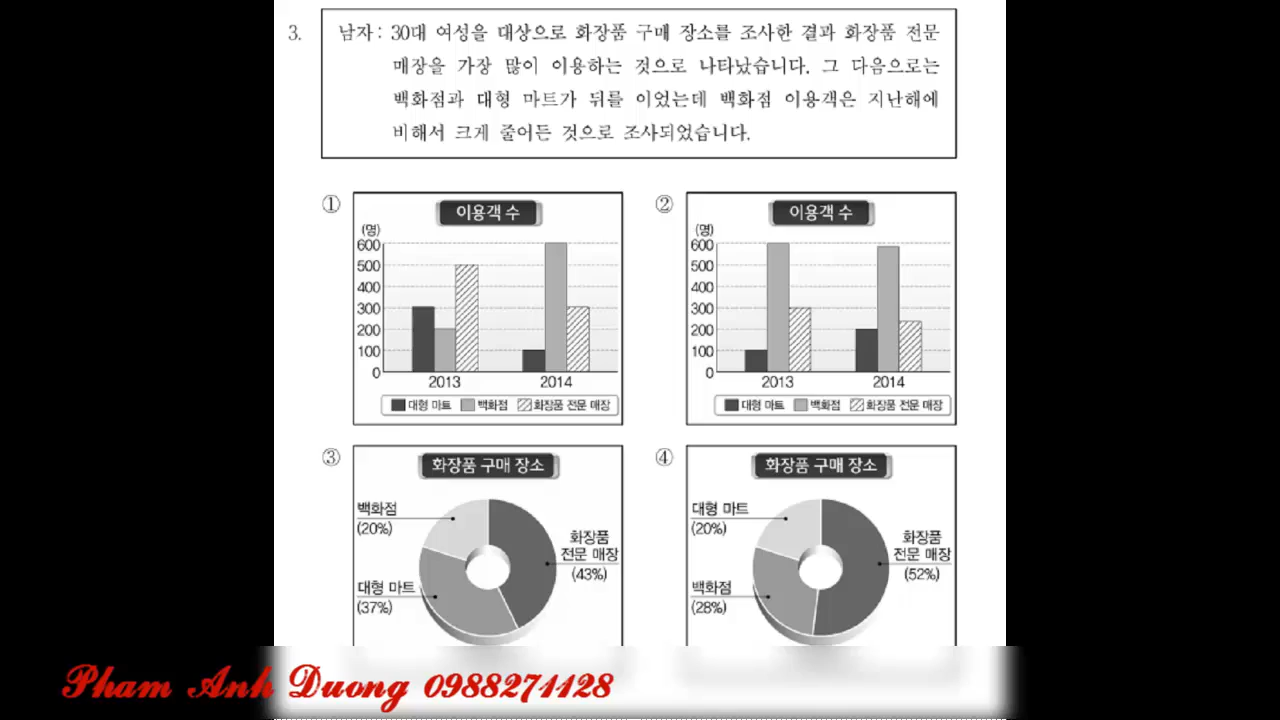 3. 남자 : 30대 여성을 대상으로 화장품 구매 장소를 조사한 결과 화장품 전문
매장을 가장 많이 이용하는 것으로 나타났습니다. 그 다음으로는
백화점과 대형 마트가 뒤를 이었는데 백화점 이용객은 지난해에
비해서 크게 줄어든 것으로 조사되었습니다.
①
이용객 수
(명)
600
500
400
300
200
100
0
2013 2014
대형 마트 백화점 화장품 전문 매장
②
이용객 수
(명)
600
500
400
300
200
100
0
2013 2014
대형 마트 백화점 화장품 전문 매장
③
화장품 구매 장소
백화점
(20%)
화장품
전문 매장
(43%)
대형 마트
(37%)
④
화장품 구매 장소
대형 마트
(20%)
화장품
전문 매장
(52%)
백화점
(28%)
Pham Anh Duong 0988271128